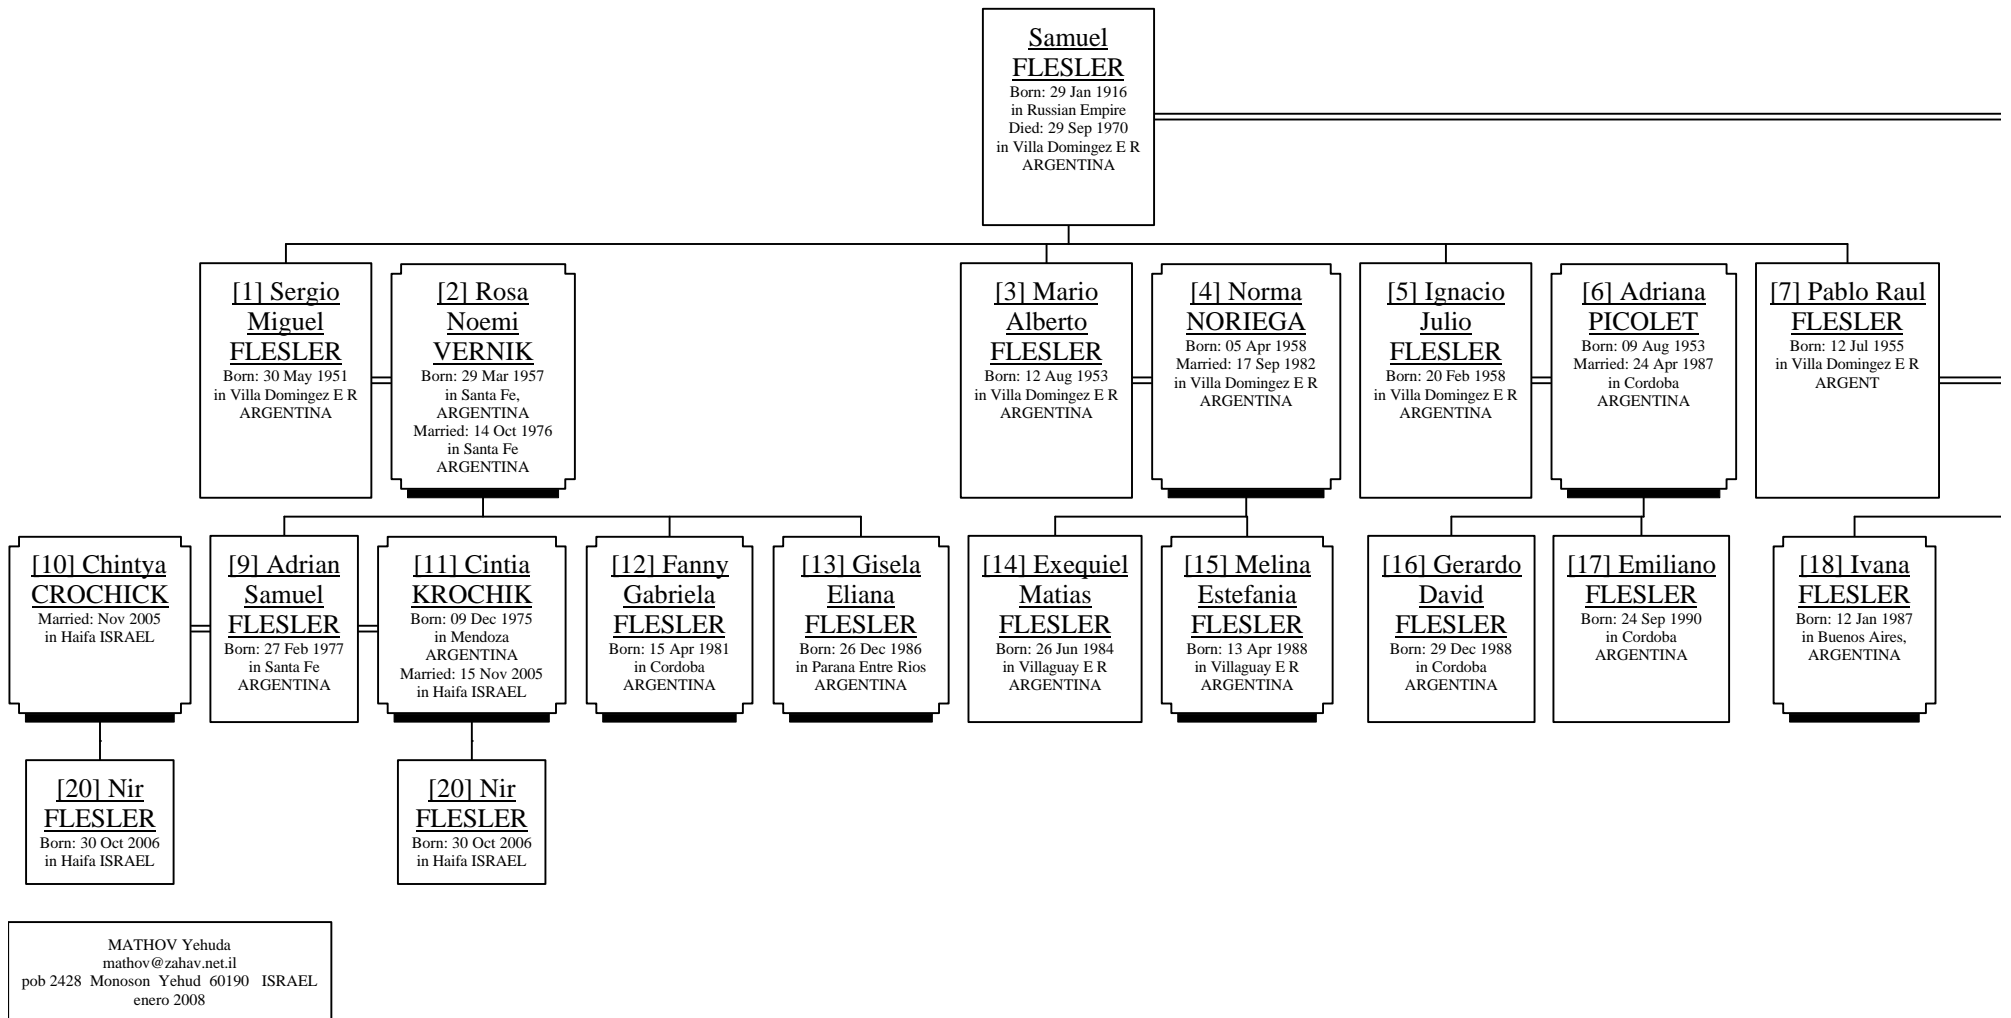 Samuel
FLESLER
Born: 29 Jan 1916
in Russian Empire
Died: 29 Sep 1970
in Villa Domingez E R
ARGENTINA
[1] Sergio
Miguel
FLESLER
Born: 30 May 1951
in Villa Domingez E R
ARGENTINA
[2] Rosa
Noemi
VERNIK
Born: 29 Mar 1957
in Santa Fe,
ARGENTINA
Married: 14 Oct 1976
in Santa Fe
ARGENTINA
[3] Mario
Alberto
FLESLER
Born: 12 Aug 1953
in Villa Domingez E R
ARGENTINA
[4] Norma
NORIEGA
Born: 05 Apr 1958
Married: 17 Sep 1982
in Villa Domingez E R
ARGENTINA
[5] Ignacio
Julio
FLESLER
Born: 20 Feb 1958
in Villa Domingez E R
ARGENTINA
[6] Adriana
PICOLET
Born: 09 Aug 1953
Married: 24 Apr 1987
in Cordoba
ARGENTINA
[7] Pablo Raul
FLESLER
Born: 12 Jul 1955
in Villa Domingez E R
ARGENT
[10] Chintya
CROCHICK
Married: Nov 2005
in Haifa ISRAEL
[9] Adrian
Samuel
FLESLER
Born: 27 Feb 1977
in Santa Fe
ARGENTINA
[11] Cintia
KROCHIK
Born: 09 Dec 1975
in Mendoza
ARGENTINA
Married: 15 Nov 2005
in Haifa ISRAEL
[12] Fanny
Gabriela
FLESLER
Born: 15 Apr 1981
in Cordoba
ARGENTINA
[13] Gisela
Eliana
FLESLER
Born: 26 Dec 1986
in Parana Entre Rios
ARGENTINA
[14] Exequiel
Matias
FLESLER
Born: 26 Jun 1984
in Villaguay E R
ARGENTINA
[15] Melina
Estefania
FLESLER
Born: 13 Apr 1988
in Villaguay E R
ARGENTINA
[16] Gerardo
David
FLESLER
Born: 29 Dec 1988
in Cordoba
ARGENTINA
[17] Emiliano
FLESLER
Born: 24 Sep 1990
in Cordoba
ARGENTINA
[18] Ivana
FLESLER
Born: 12 Jan 1987
in Buenos Aires,
ARGENTINA
[20] Nir
FLESLER
Born: 30 Oct 2006
in Haifa ISRAEL
[20] Nir
FLESLER
Born: 30 Oct 2006
in Haifa ISRAEL
MATHOV Yehuda
mathov@zahav.net.il
pob 2428 Monoson Yehud 60190 ISRAEL
enero 2008